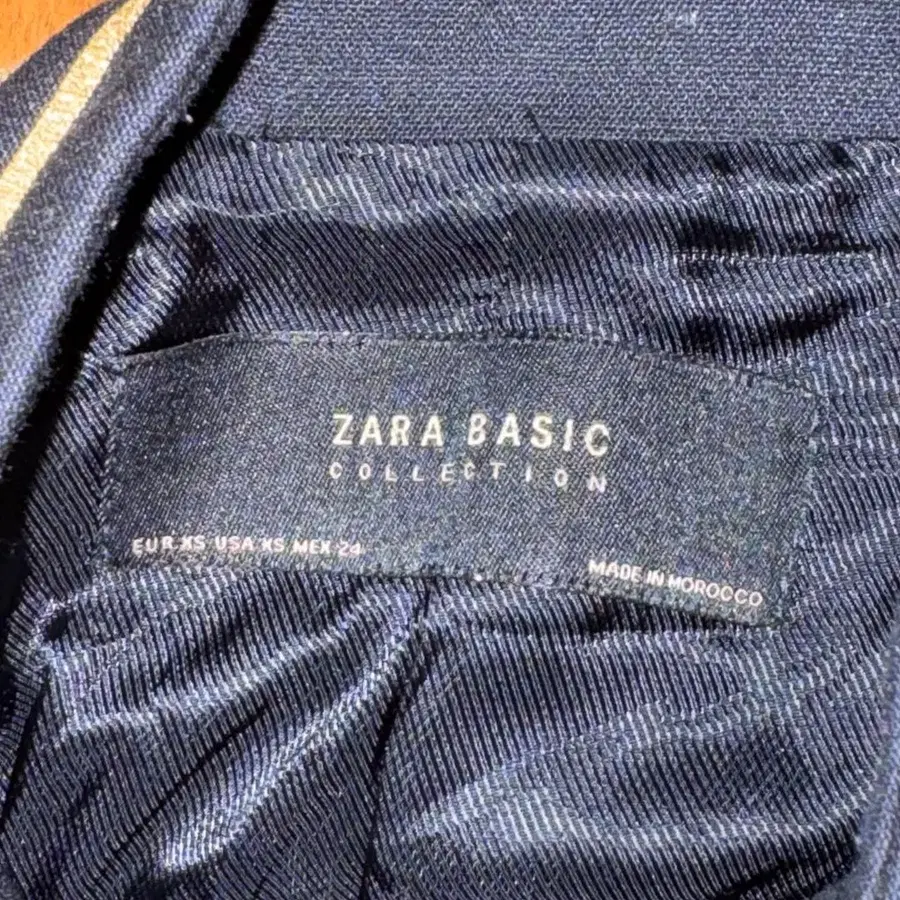 ZARA BASIC
COLLECTION
EUR XS USA XS MEX 24
MADE IN MOROCCO